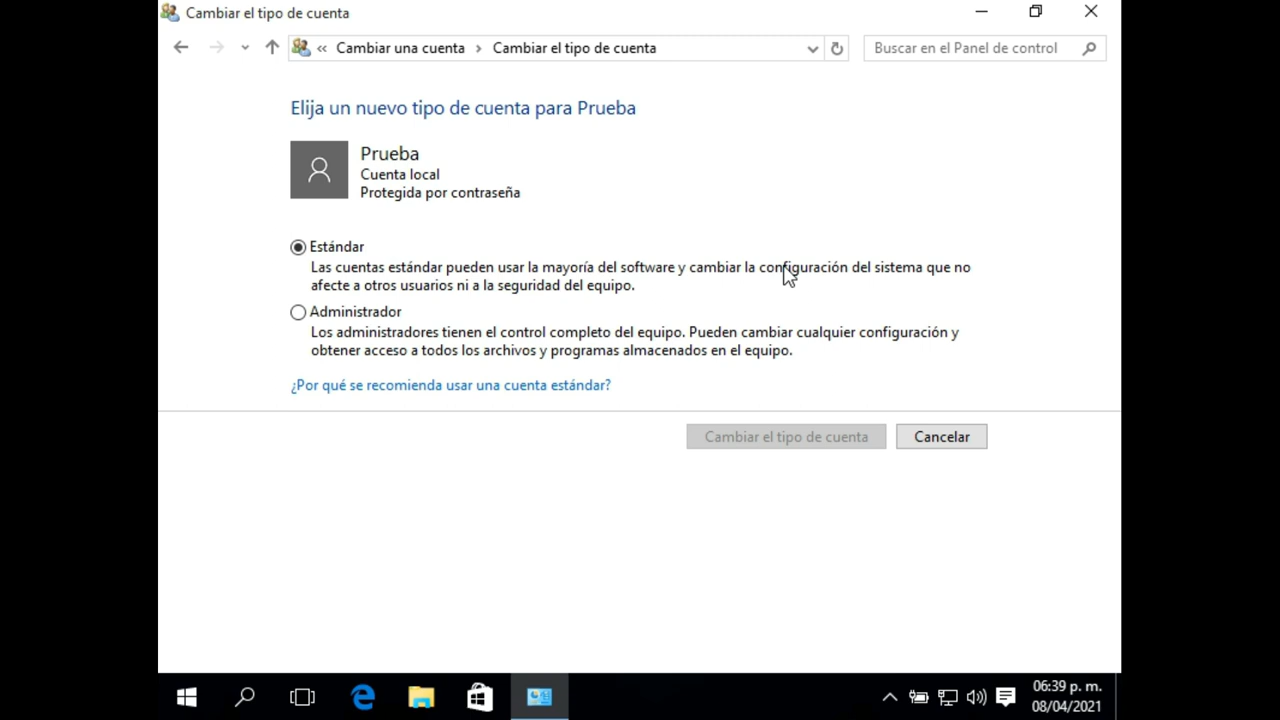 Cambiar el tipo de cuenta
« Cambiar una cuenta › Cambiar el tipo de cuenta
Buscar en el Panel de control
Elija un nuevo tipo de cuenta para Prueba
Prueba
Cuenta local
Protegida por contraseña
Estándar
Las cuentas estándar pueden usar la mayoría del software y cambiar la configuración del sistema que no
afecte a otros usuarios ni a la seguridad del equipo.
Administrador
Los administradores tienen el control completo del equipo. Pueden cambiar cualquier configuración y
obtener acceso a todos los archivos y programas almacenados en el equipo.
¿Por qué se recomienda usar una cuenta estándar?
Cambiar el tipo de cuenta
Cancelar
06:39 p. m.
08/04/2021